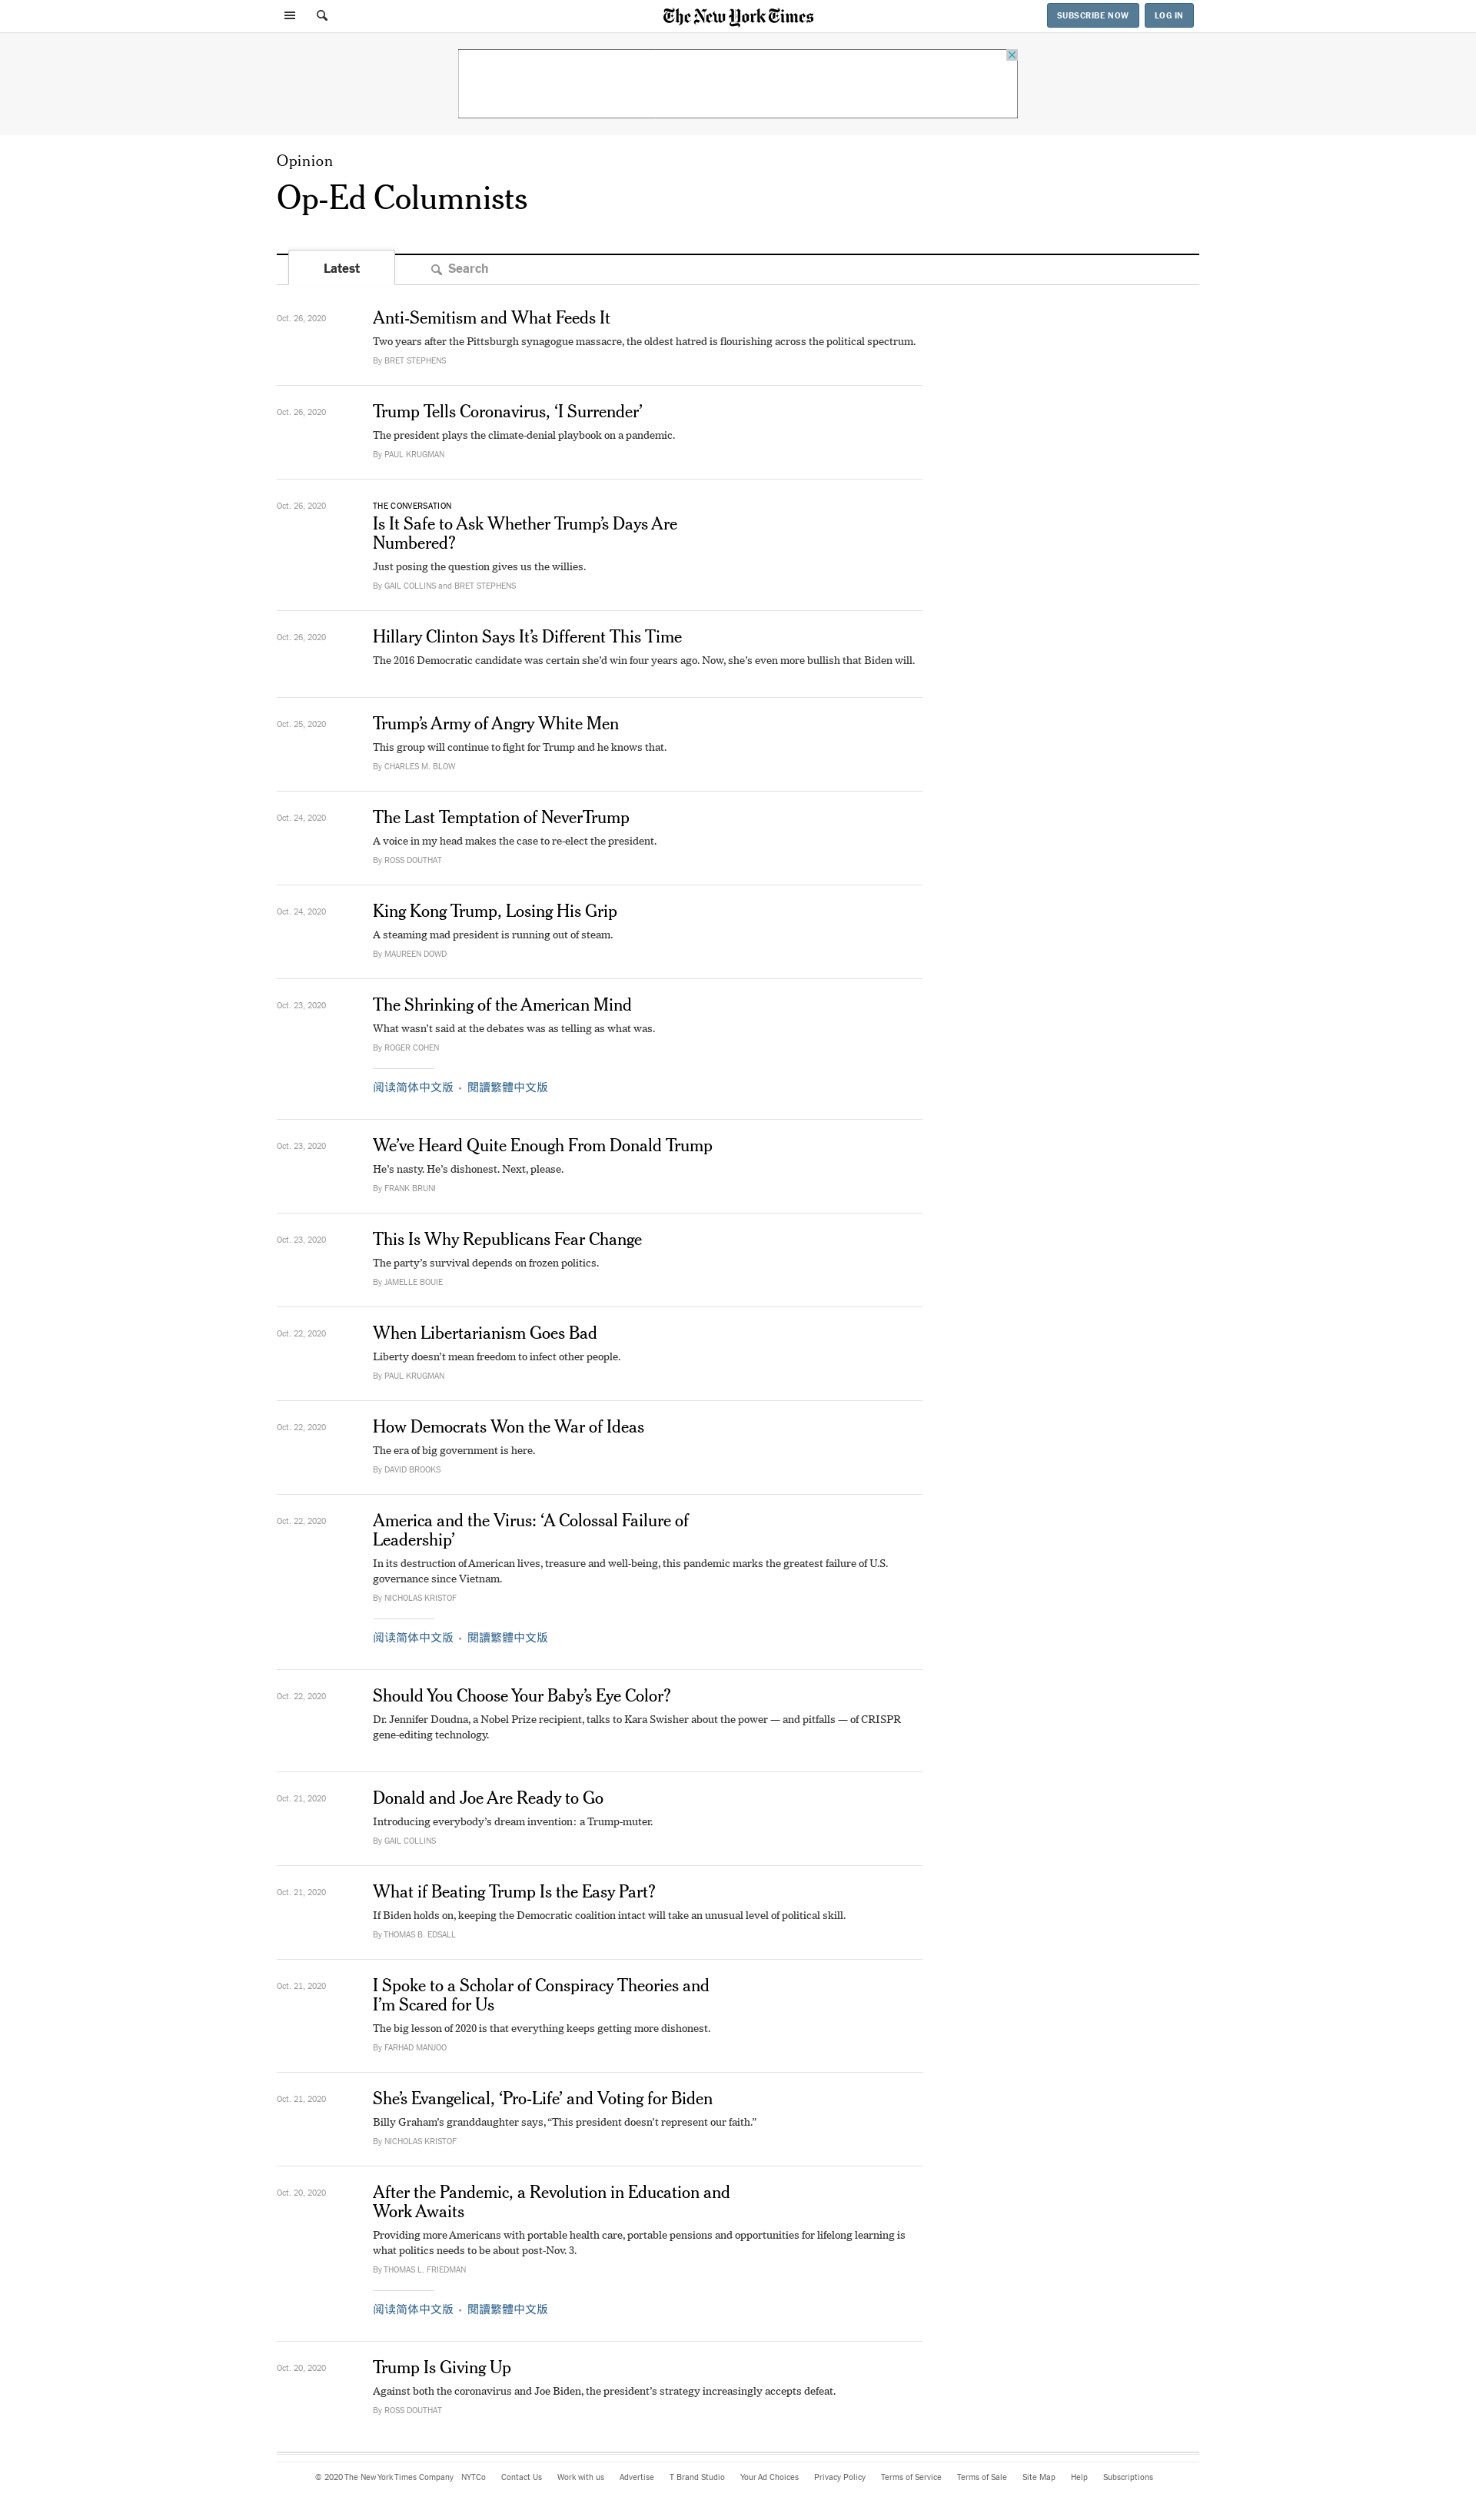 The New York Times
SUBSCRIBE NOW
LOG IN
Opinion
Op-Ed Columnists
Latest
Search
Oct. 26, 2020
Anti-Semitism and What Feeds It
Two years after the Pittsburgh synagogue massacre, the oldest hatred is flourishing across the political spectrum.
By BRET STEPHENS
Oct. 26, 2020
Trump Tells Coronavirus, ‘I Surrender’
The president plays the climate-denial playbook on a pandemic.
By PAUL KRUGMAN
Oct. 26, 2020
THE CONVERSATION
Is It Safe to Ask Whether Trump’s Days Are
Numbered?
Just posing the question gives us the willies.
By GAIL COLLINS and BRET STEPHENS
Oct. 26, 2020
Hillary Clinton Says It’s Different This Time
The 2016 Democratic candidate was certain she’d win four years ago. Now, she’s even more bullish that Biden will.
Oct. 25, 2020
Trump’s Army of Angry White Men
This group will continue to fight for Trump and he knows that.
By CHARLES M. BLOW
Oct. 24, 2020
The Last Temptation of NeverTrump
A voice in my head makes the case to re-elect the president.
By ROSS DOUTHAT
Oct. 24, 2020
King Kong Trump, Losing His Grip
A steaming mad president is running out of steam.
By MAUREEN DOWD
Oct. 23, 2020
The Shrinking of the American Mind
What wasn’t said at the debates was as telling as what was.
By ROGER COHEN
阅读简体中文版 • 閱讀繁體中文版
Oct. 23, 2020
We’ve Heard Quite Enough From Donald Trump
He’s nasty. He’s dishonest. Next, please.
By FRANK BRUNI
Oct. 23, 2020
This Is Why Republicans Fear Change
The party’s survival depends on frozen politics.
By JAMELLE BOUIE
Oct. 22, 2020
When Libertarianism Goes Bad
Liberty doesn’t mean freedom to infect other people.
By PAUL KRUGMAN
Oct. 22, 2020
How Democrats Won the War of Ideas
The era of big government is here.
By DAVID BROOKS
Oct. 22, 2020
America and the Virus: ‘A Colossal Failure of
Leadership’
In its destruction of American lives, treasure and well-being, this pandemic marks the greatest failure of U.S.
governance since Vietnam.
By NICHOLAS KRISTOF
阅读简体中文版 • 閱讀繁體中文版
Oct. 22, 2020
Should You Choose Your Baby’s Eye Color?
Dr. Jennifer Doudna, a Nobel Prize recipient, talks to Kara Swisher about the power — and pitfalls — of CRISPR
gene-editing technology.
Oct. 21, 2020
Donald and Joe Are Ready to Go
Introducing everybody’s dream invention: a Trump-muter.
By GAIL COLLINS
Oct. 21, 2020
What if Beating Trump Is the Easy Part?
If Biden holds on, keeping the Democratic coalition intact will take an unusual level of political skill.
By THOMAS B. EDSALL
Oct. 21, 2020
I Spoke to a Scholar of Conspiracy Theories and
I’m Scared for Us
The big lesson of 2020 is that everything keeps getting more dishonest.
By FARHAD MANJOO
Oct. 21, 2020
She’s Evangelical, ‘Pro-Life’ and Voting for Biden
Billy Graham’s granddaughter says, “This president doesn’t represent our faith.”
By NICHOLAS KRISTOF
Oct. 20, 2020
After the Pandemic, a Revolution in Education and
Work Awaits
Providing more Americans with portable health care, portable pensions and opportunities for lifelong learning is
what politics needs to be about post-Nov. 3.
By THOMAS L. FRIEDMAN
阅读简体中文版 • 閱讀繁體中文版
Oct. 20, 2020
Trump Is Giving Up
Against both the coronavirus and Joe Biden, the president’s strategy increasingly accepts defeat.
By ROSS DOUTHAT
© 2020 The New York Times Company NYTCo Contact Us Work with us Advertise T Brand Studio Your Ad Choices Privacy Policy Terms of Service Terms of Sale Site Map Help Subscriptions